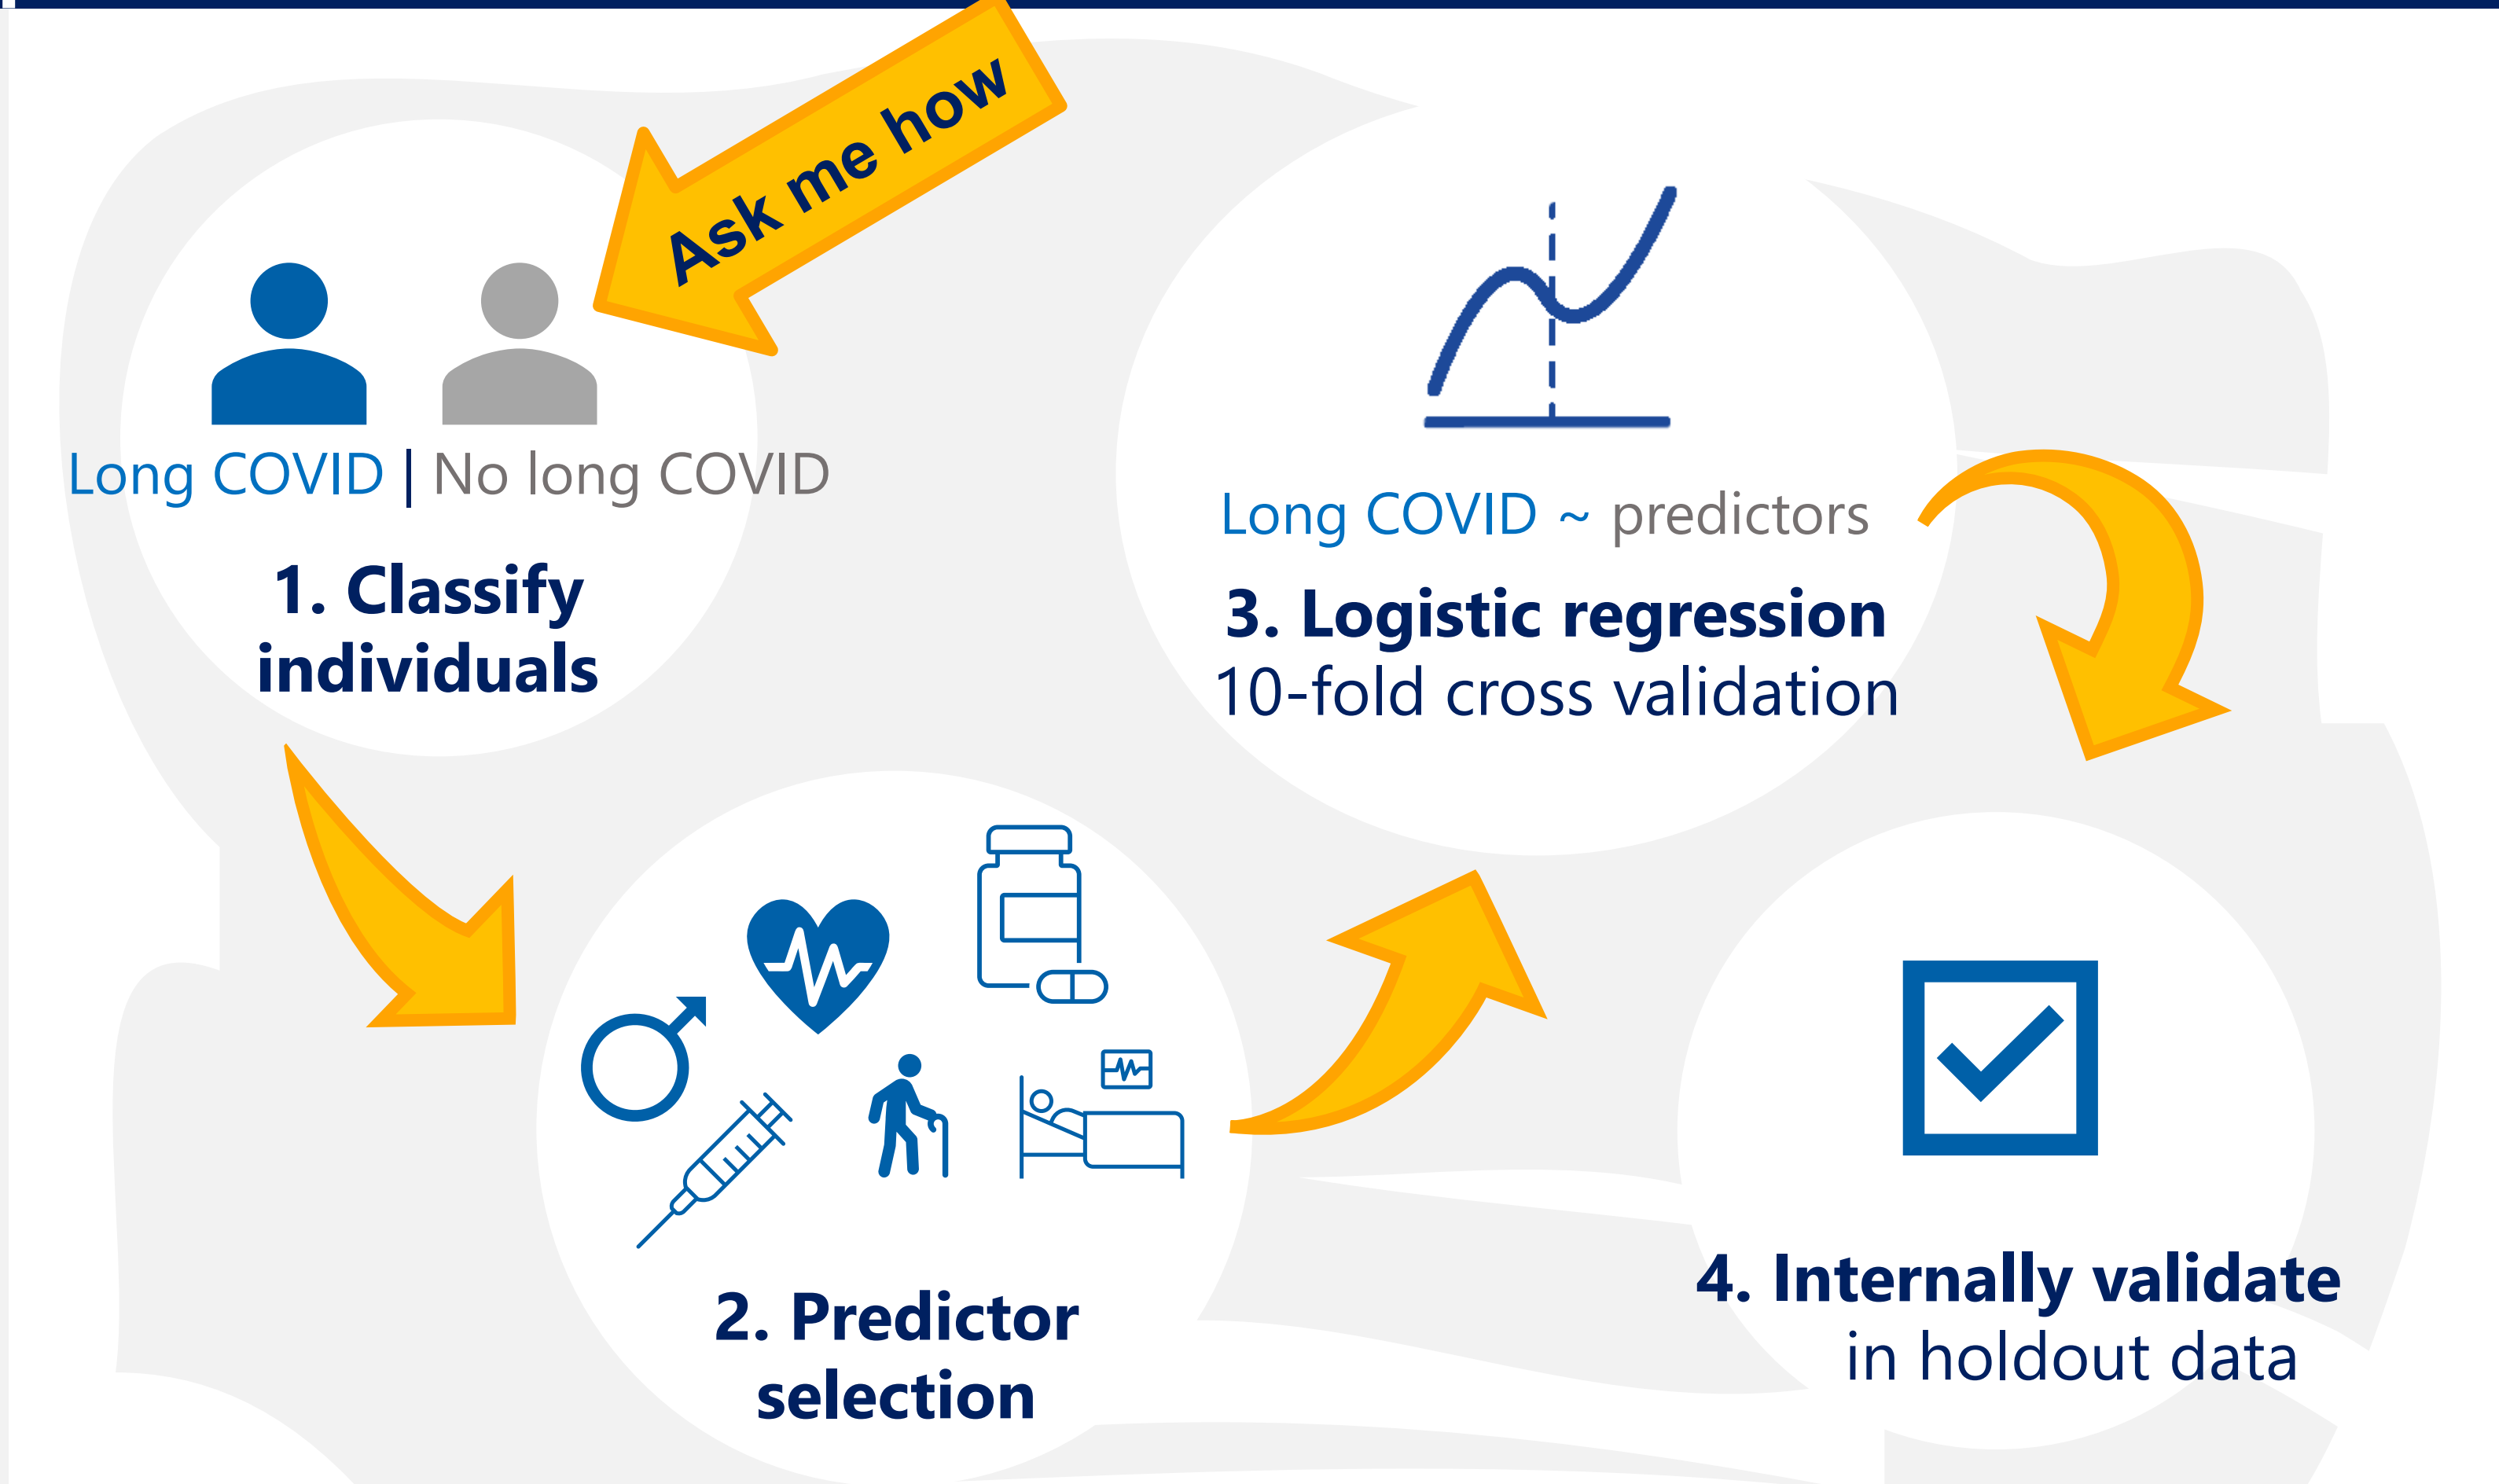 Ask me how
Long COVID | No long COVID
1. Classify
individuals
2. Predictor
selection
Long COVID ~ predictors
3. Logistic regression
10-fold cross validation
4. Internally validate
in holdout data